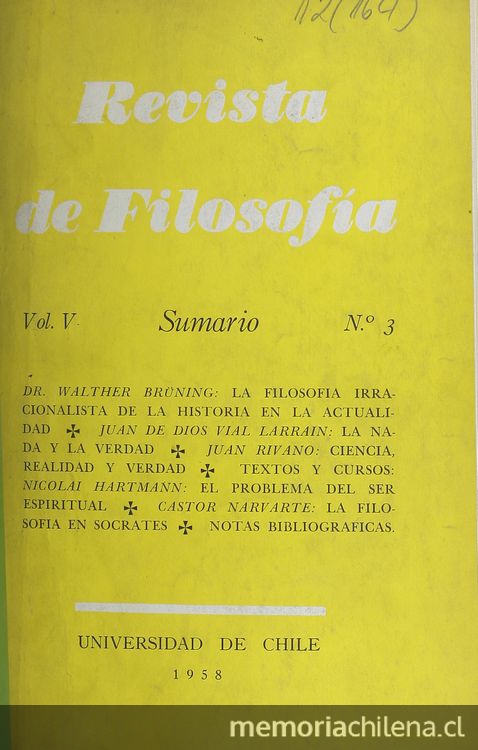 12(164)
Revista
de Filosofía
Vol. V. Sumario N.º 3
DR. WALTHER BRÜNING: LA FILOSOFIA IRRA-
CIONALISTA DE LA HISTORIA EN LA ACTUALI-
DAD ✠ JUAN DE DIOS VIAL LARRAIN: LA NA-
DA Y LA VERDAD ✠ JUAN RIVANO: CIENCIA,
REALIDAD Y VERDAD ✠ TEXTOS Y CURSOS:
NICOLÁI HARTMANN: EL PROBLEMA DEL SER
ESPIRITUAL ✠ CASTOR NARVARTE: LA FILO-
SOFIA EN SOCRATES ✠ NOTAS BIBLIOGRAFICAS.
UNIVERSIDAD DE CHILE
1958
memoriachilena.cl